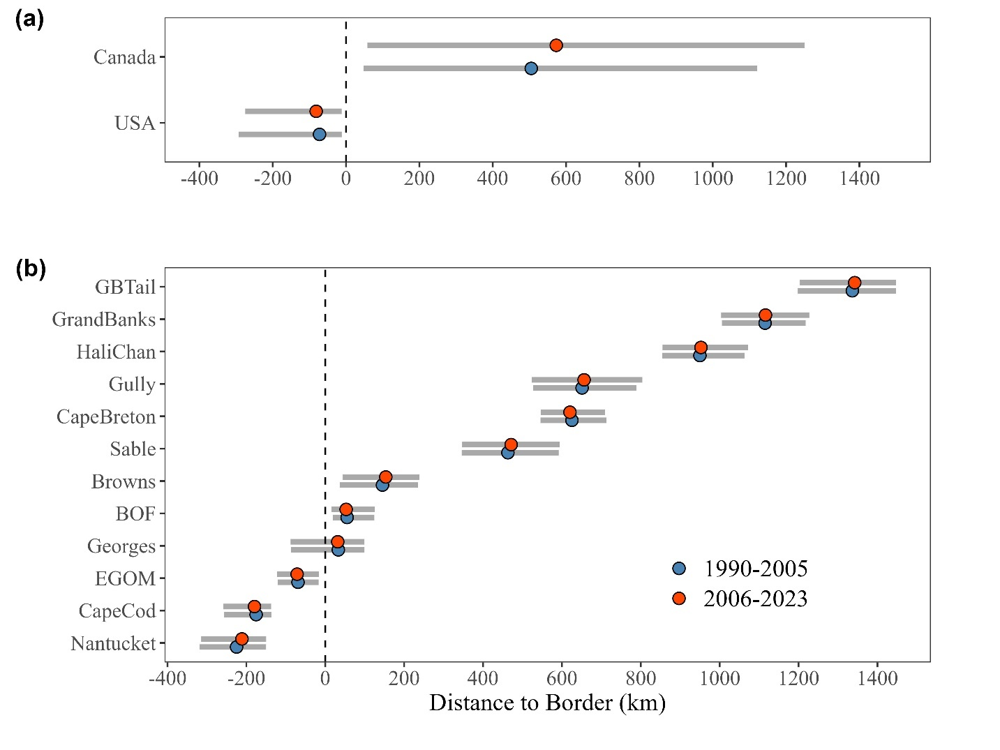 (a)
Canada
USA
-400 -200 0 200 400 600 800 1000 1200 1400
(b)
GBTail
GrandBanks
HaliChan
Gully
CapeBreton
Sable
Browns
BOF
Georges
EGOM
CapeCod
Nantucket
1990-2005
2006-2023
-400 -200 0 200 400 600 800 1000 1200 1400
Distance to Border (km)